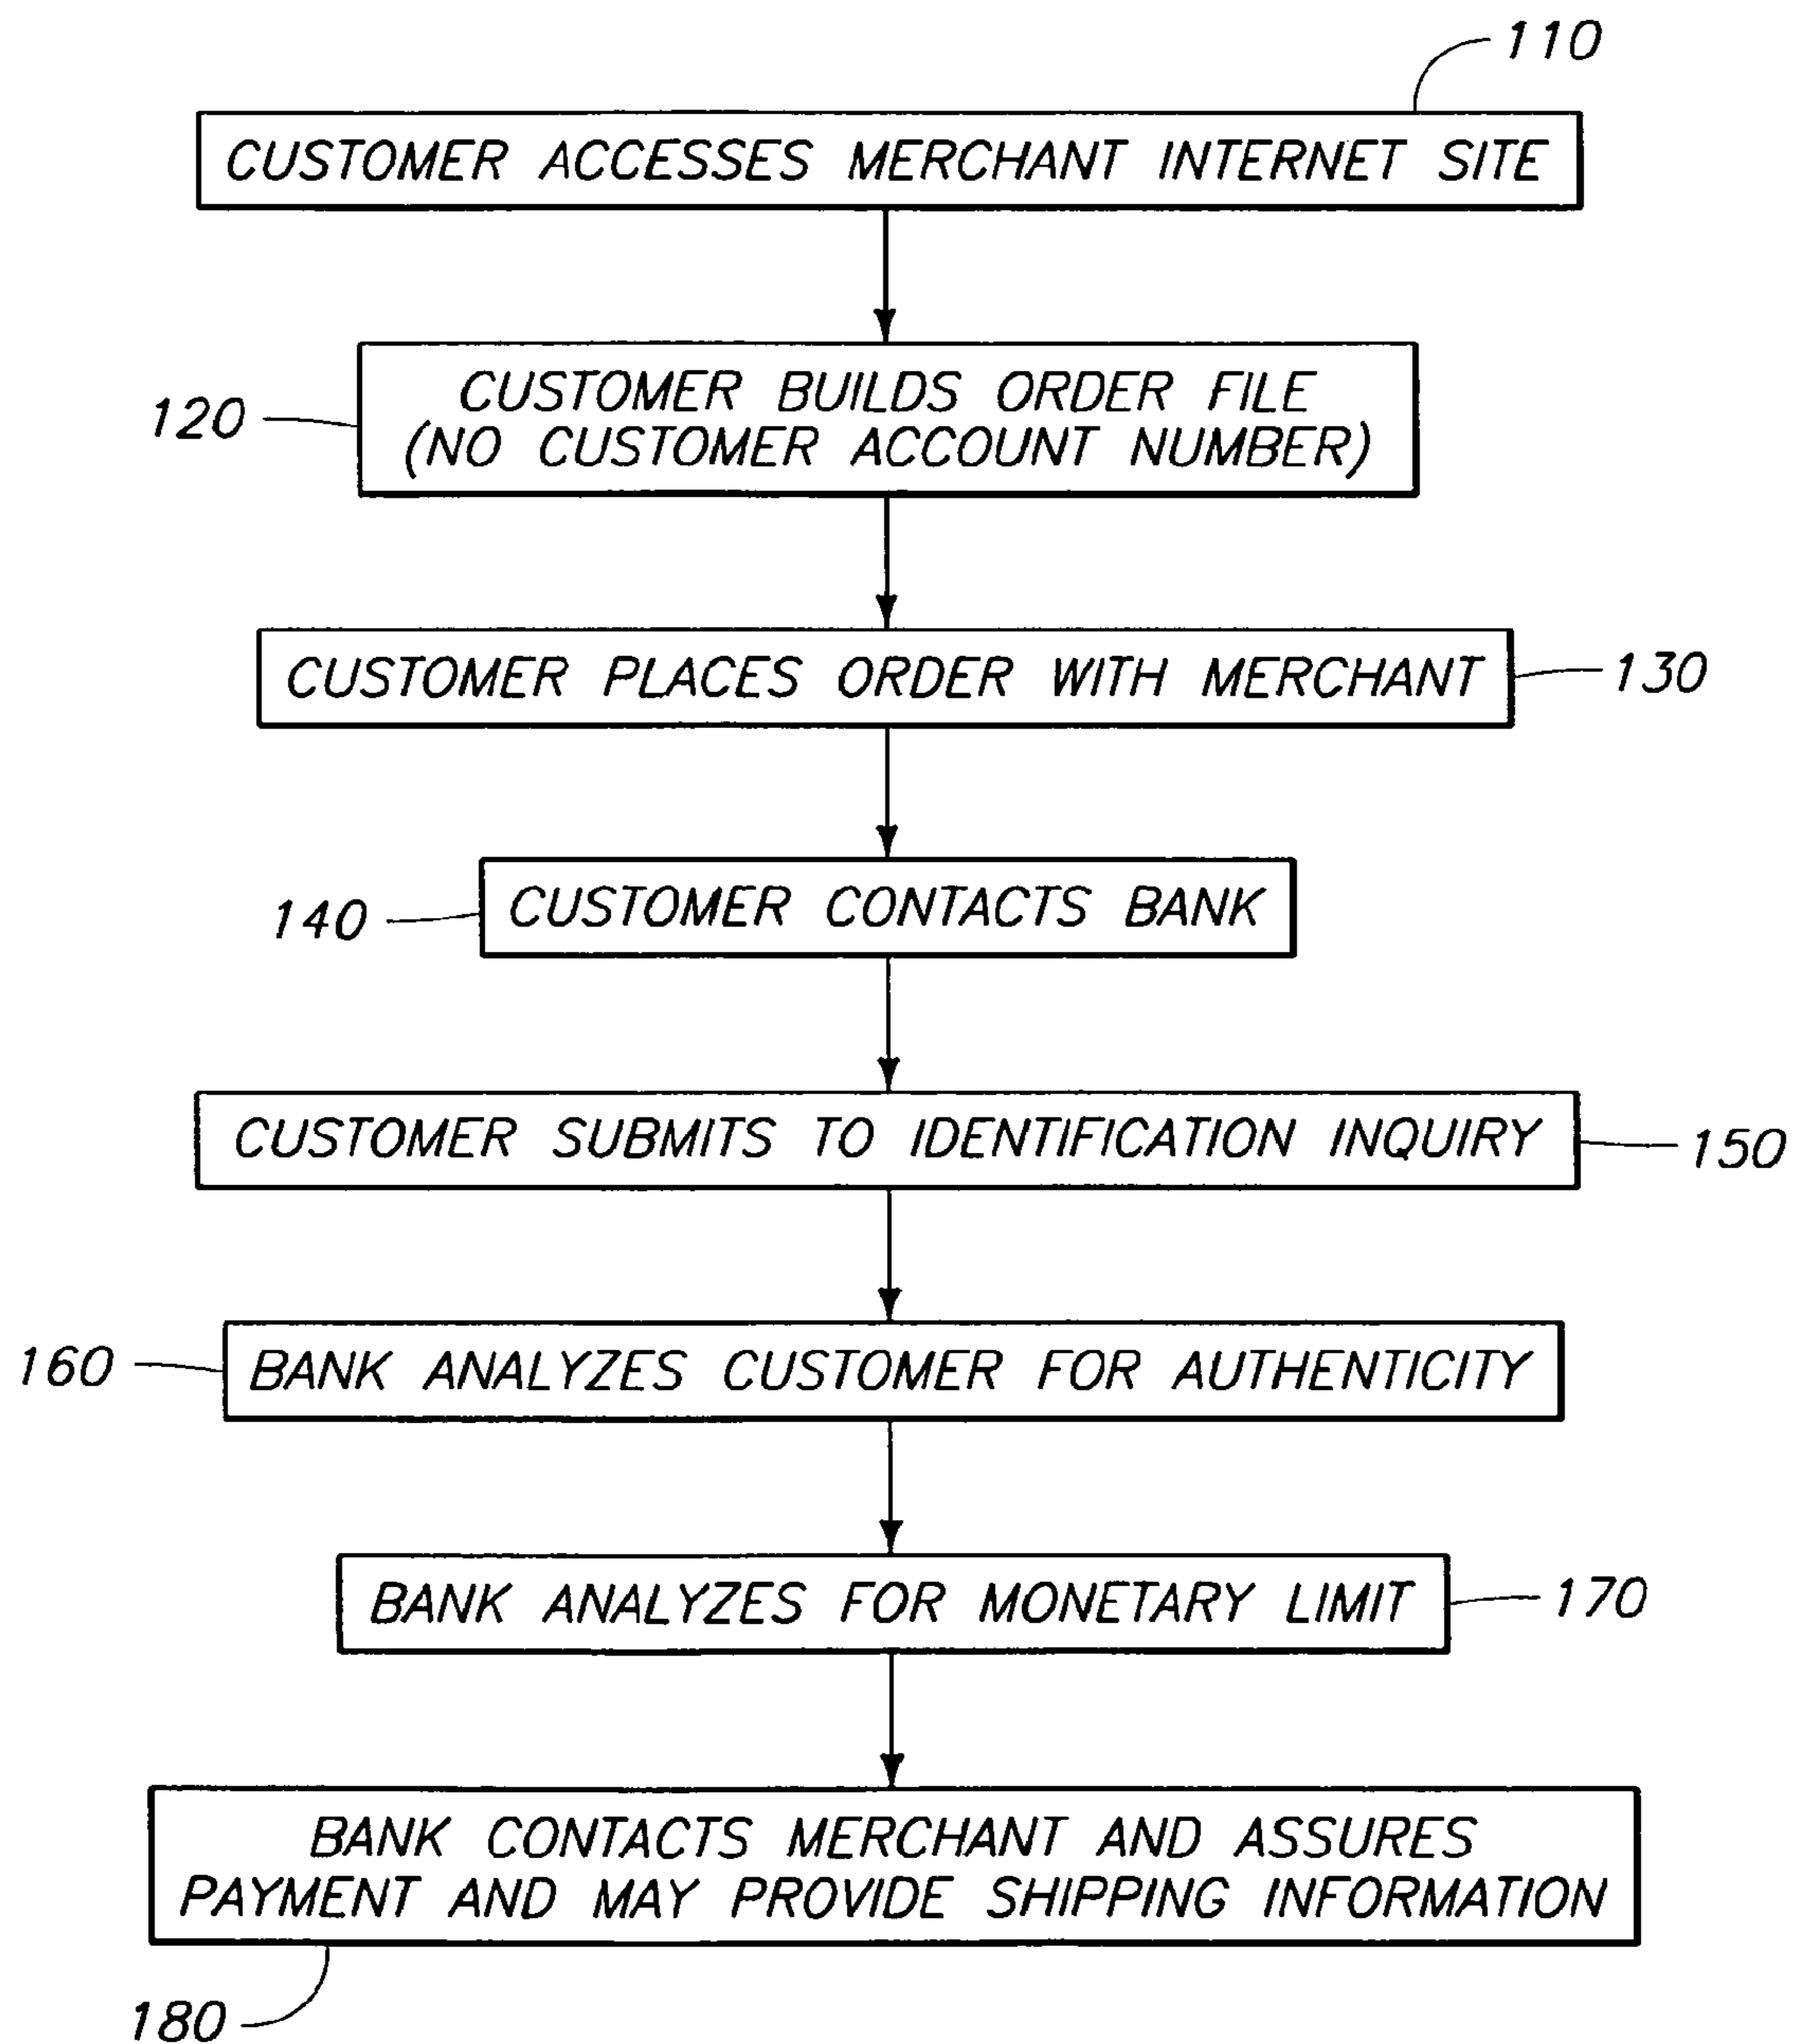 110
CUSTOMER ACCESSES MERCHANT INTERNET SITE
CUSTOMER BUILDS ORDER FILE
(NO CUSTOMER ACCOUNT NUMBER)
120
CUSTOMER PLACES ORDER WITH MERCHANT
130
140
CUSTOMER CONTACTS BANK
CUSTOMER SUBMITS TO IDENTIFICATION INQUIRY
150
160
BANK ANALYZES CUSTOMER FOR AUTHENTICITY
BANK ANALYZES FOR MONETARY LIMIT
170
BANK CONTACTS MERCHANT AND ASSURES
PAYMENT AND MAY PROVIDE SHIPPING INFORMATION
180